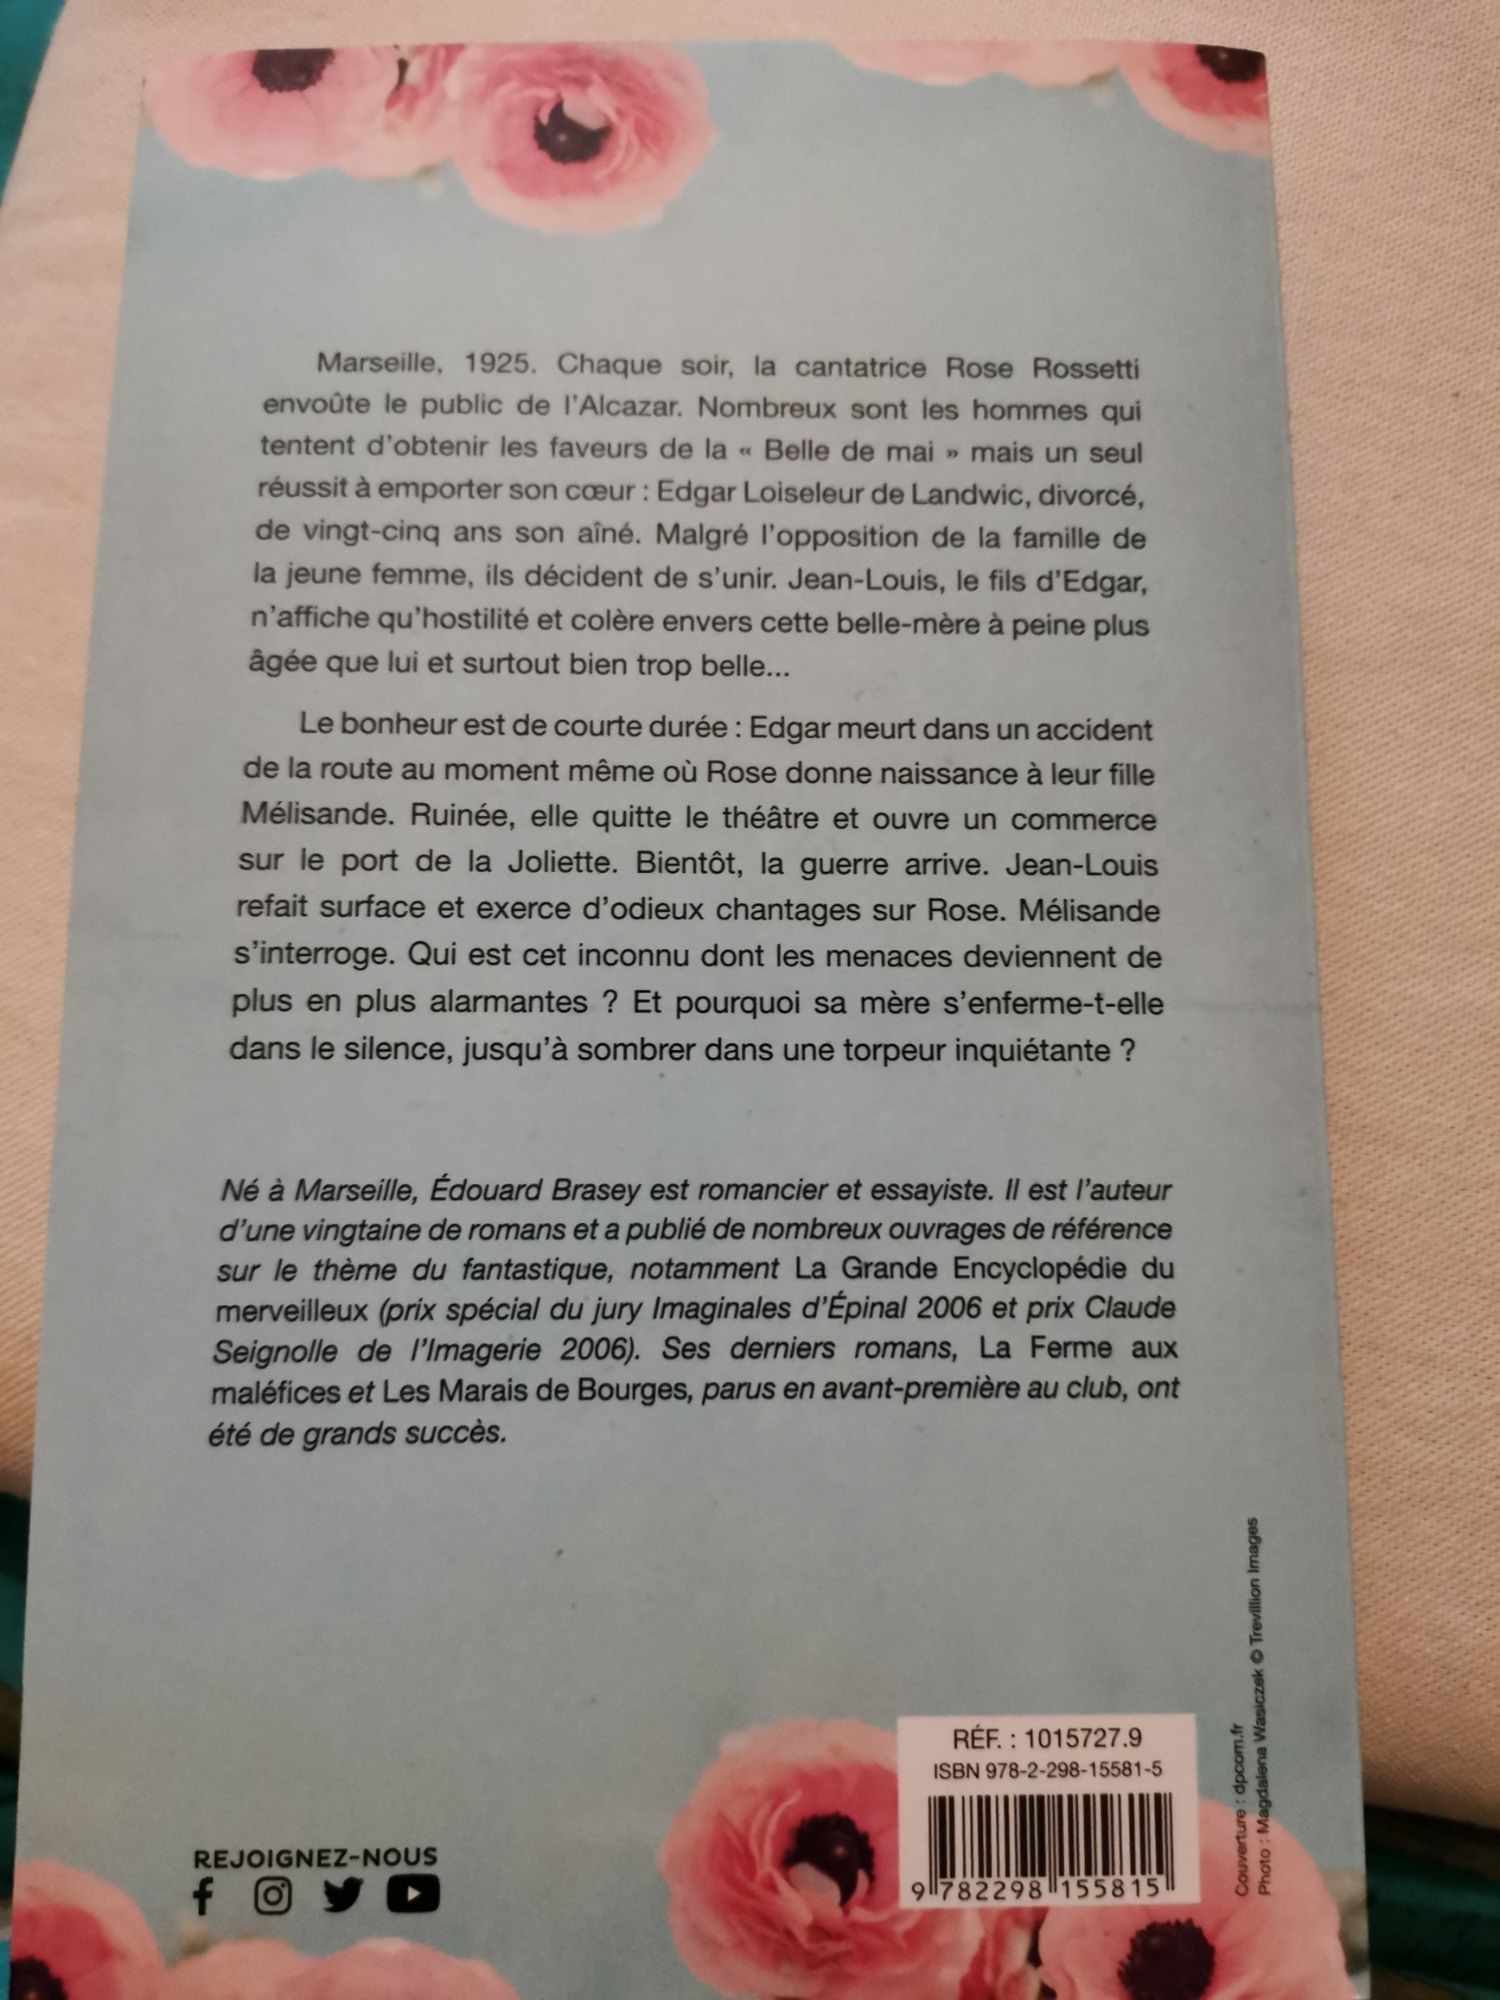 Marseille, 1925. Chaque soir, la cantatrice Rose Rossetti
envoûte le public de l'Alcazar. Nombreux sont les hommes qui
tentent d'obtenir les faveurs de la « Belle de mai » mais un seul
réussit à emporter son cœur : Edgar Loiseleur de Landwic, divorcé,
de vingt-cinq ans son aîné. Malgré l'opposition de la famille de
la jeune femme, ils décident de s'unir. Jean-Louis, le fils d'Edgar,
n'affiche qu'hostilité et colère envers cette belle-mère à peine plus
âgée que lui et surtout bien trop belle...
Le bonheur est de courte durée : Edgar meurt dans un accident
de la route au moment même où Rose donne naissance à leur fille
Mélisande. Ruinée, elle quitte le théâtre et ouvre un commerce
sur le port de la Joliette. Bientôt, la guerre arrive. Jean-Louis
refait surface et exerce d'odieux chantages sur Rose. Mélisande
s'interroge. Qui est cet inconnu dont les menaces deviennent de
plus en plus alarmantes ? Et pourquoi sa mère s'enferme-t-elle
dans le silence, jusqu'à sombrer dans une torpeur inquiétante ?
Né à Marseille, Édouard Brasey est romancier et essayiste. Il est l'auteur
d'une vingtaine de romans et a publié de nombreux ouvrages de référence
sur le thème du fantastique, notamment La Grande Encyclopédie du
merveilleux (prix spécial du jury Imaginales d'Épinal 2006 et prix Claude
Seignolle de l'Imagerie 2006). Ses derniers romans, La Ferme aux
maléfices et Les Marais de Bourges, parus en avant-première au club, ont
été de grands succès.
REJOIGNEZ-NOUS
RÉF. : 1015727.9
ISBN 978-2-298-15581-5
9 782298 155815
Couverture : dpcom.fr
Photo : Magdalena Wasiczek © Trevillion Images